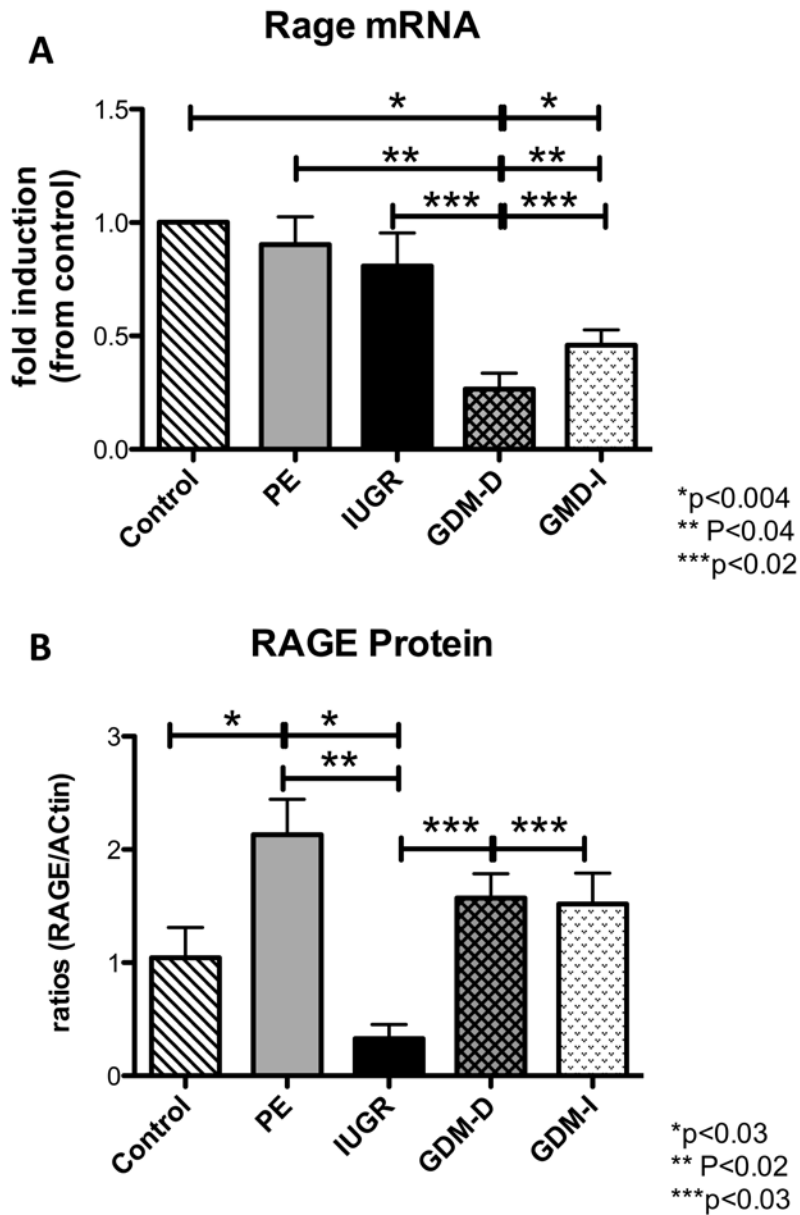 Rage mRNA
A
fold induction
(from control)
1.5
1.0
0.5
0.0
* *
** **
*** ***
Control PE IUGR GDM-D GMD-I
*p<0.004
** P<0.04
***p<0.02
B RAGE Protein
ratios (RAGE/ACtin)
3
2
1
0
* *
**
*** ***
Control PE IUGR GDM-D GDM-I
*p<0.03
** P<0.02
***p<0.03